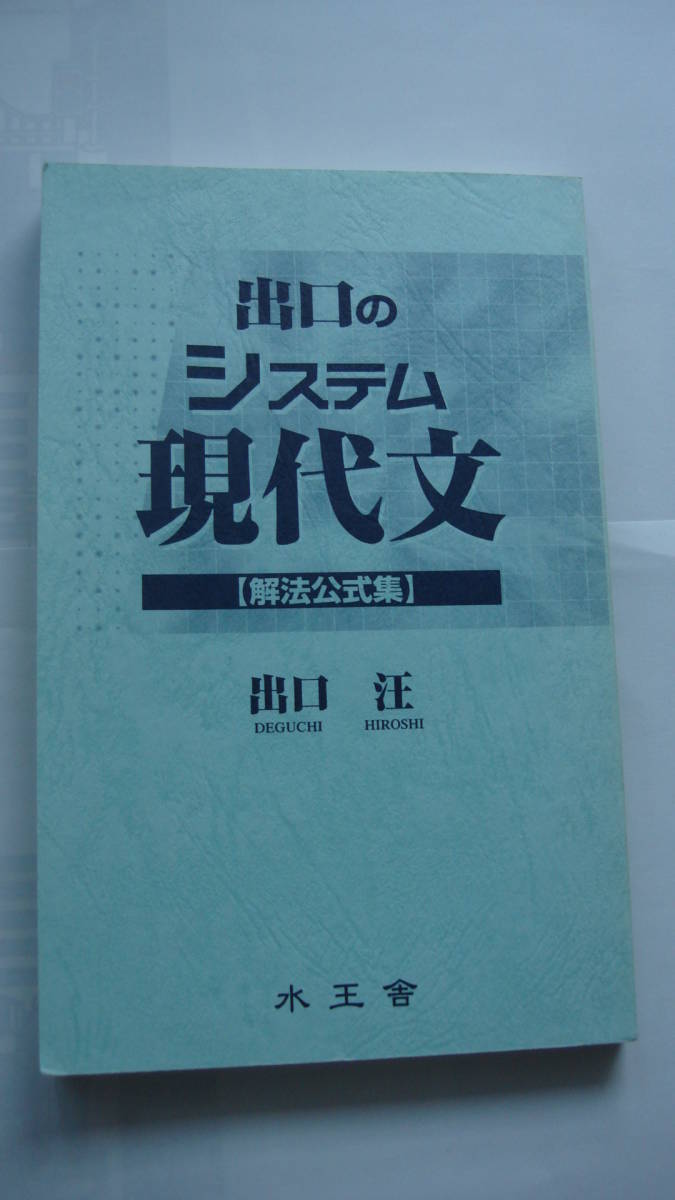 出口の
システム
現代文
【解法公式集】
出口 汪
DEGUCHI HIROSHI
水王舎